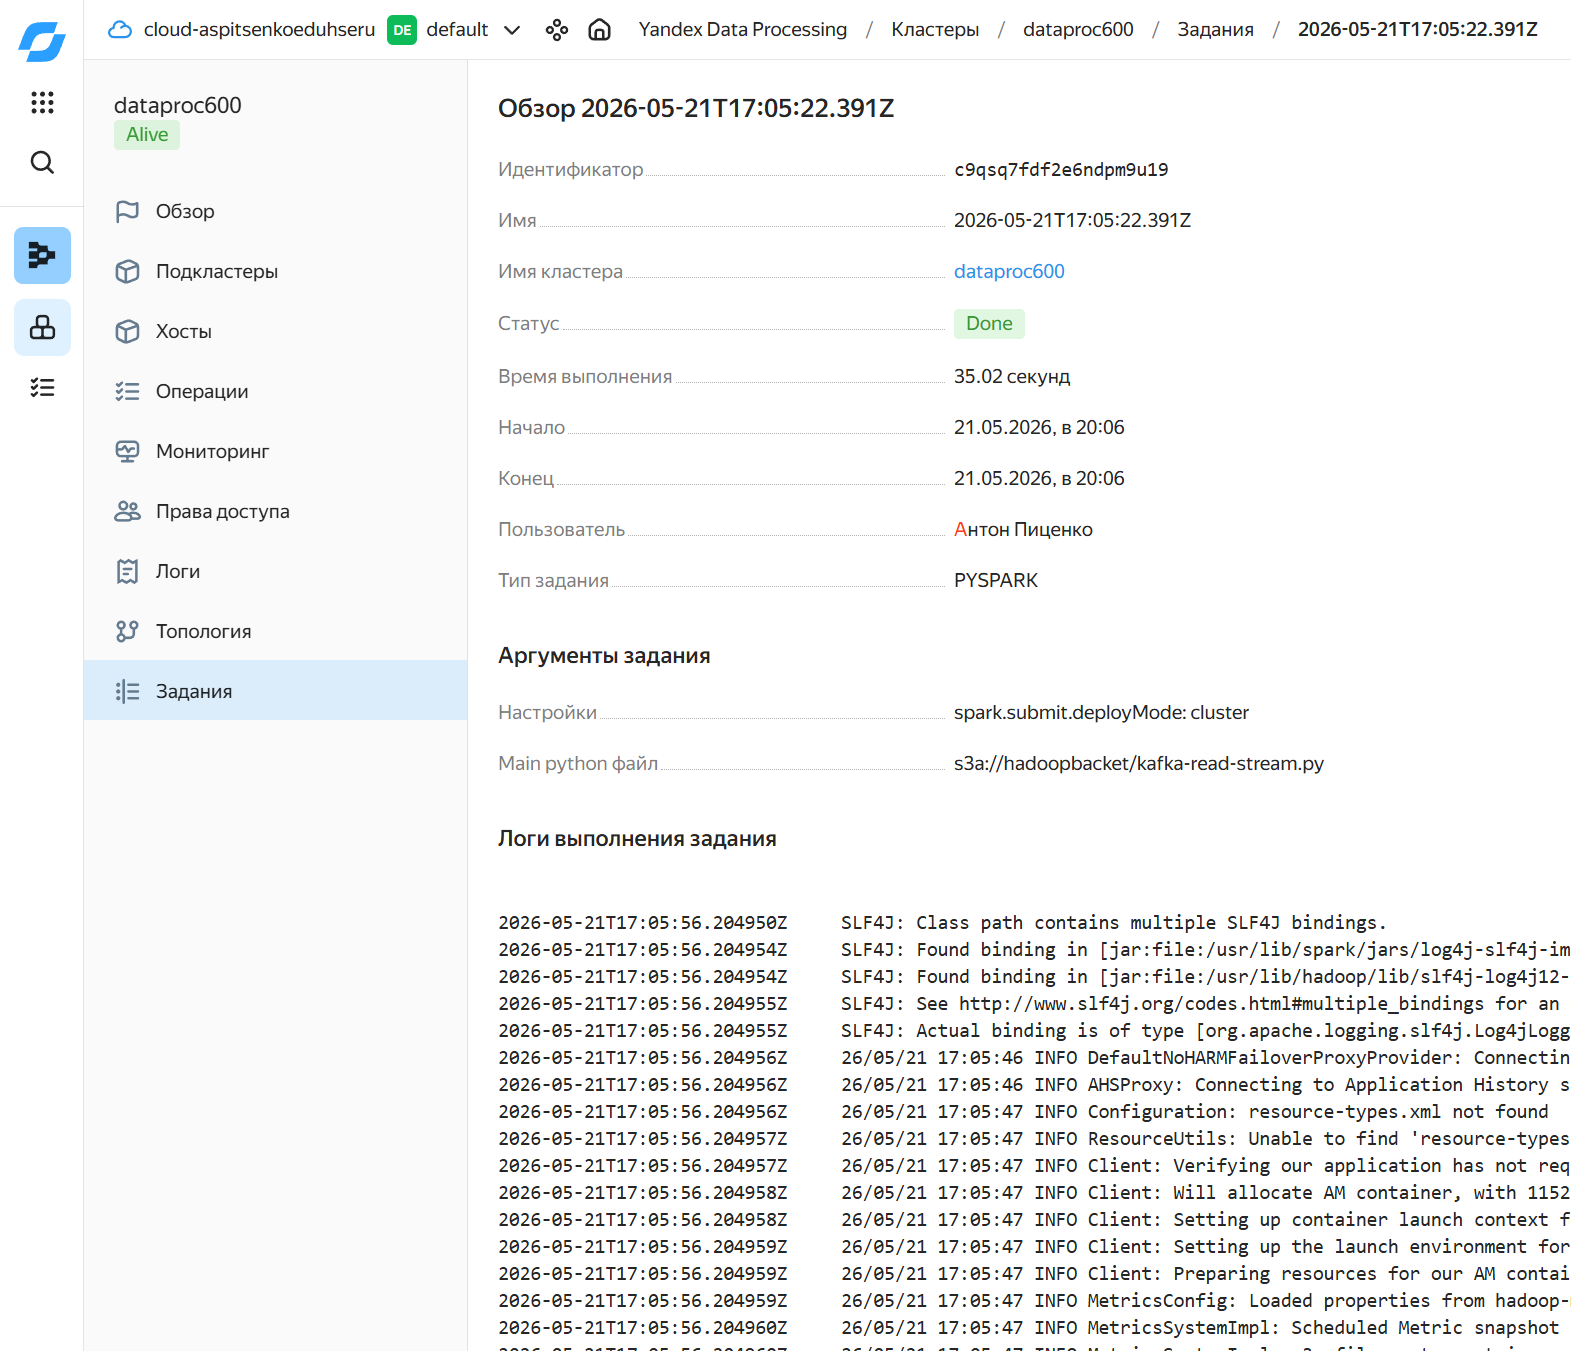 cloud-aspitsenkoeduhseru DE default Yandex Data Processing / Кластеры / dataproc600 / Задания / 2026-05-21T17:05:22.391Z
dataproc600
Alive
Обзор
Подкластеры
Хосты
Операции
Мониторинг
Права доступа
Логи
Топология
Задания
Обзор 2026-05-21T17:05:22.391Z
Идентификатор c9qsq7fdf2e6ndpm9u19
Имя 2026-05-21T17:05:22.391Z
Имя кластера dataproc600
Статус Done
Время выполнения 35.02 секунд
Начало 21.05.2026, в 20:06
Конец 21.05.2026, в 20:06
Пользователь Антон Пиценко
Тип задания PYSPARK
Аргументы задания
Настройки spark.submit.deployMode: cluster
Main python файл s3a://hadoopbacket/kafka-read-stream.py
Логи выполнения задания
2026-05-21T17:05:56.204950Z SLF4J: Class path contains multiple SLF4J bindings.
2026-05-21T17:05:56.204954Z SLF4J: Found binding in [jar:file:/usr/lib/spark/jars/log4j-slf4j-im
2026-05-21T17:05:56.204954Z SLF4J: Found binding in [jar:file:/usr/lib/hadoop/lib/slf4j-log4j12-
2026-05-21T17:05:56.204955Z SLF4J: See http://www.slf4j.org/codes.html#multiple_bindings for an
2026-05-21T17:05:56.204955Z SLF4J: Actual binding is of type [org.apache.logging.slf4j.Log4jLogg
2026-05-21T17:05:56.204956Z 26/05/21 17:05:46 INFO DefaultNoHARMFailoverProxyProvider: Connectin
2026-05-21T17:05:56.204956Z 26/05/21 17:05:46 INFO AHSProxy: Connecting to Application History s
2026-05-21T17:05:56.204956Z 26/05/21 17:05:47 INFO Configuration: resource-types.xml not found
2026-05-21T17:05:56.204957Z 26/05/21 17:05:47 INFO ResourceUtils: Unable to find 'resource-types
2026-05-21T17:05:56.204957Z 26/05/21 17:05:47 INFO Client: Verifying our application has not req
2026-05-21T17:05:56.204958Z 26/05/21 17:05:47 INFO Client: Will allocate AM container, with 1152
2026-05-21T17:05:56.204958Z 26/05/21 17:05:47 INFO Client: Setting up container launch context f
2026-05-21T17:05:56.204959Z 26/05/21 17:05:47 INFO Client: Setting up the launch environment for
2026-05-21T17:05:56.204959Z 26/05/21 17:05:47 INFO Client: Preparing resources for our AM contai
2026-05-21T17:05:56.204959Z 26/05/21 17:05:47 INFO MetricsConfig: Loaded properties from hadoop-
2026-05-21T17:05:56.204960Z 26/05/21 17:05:47 INFO MetricsSystemImpl: Scheduled Metric snapshot